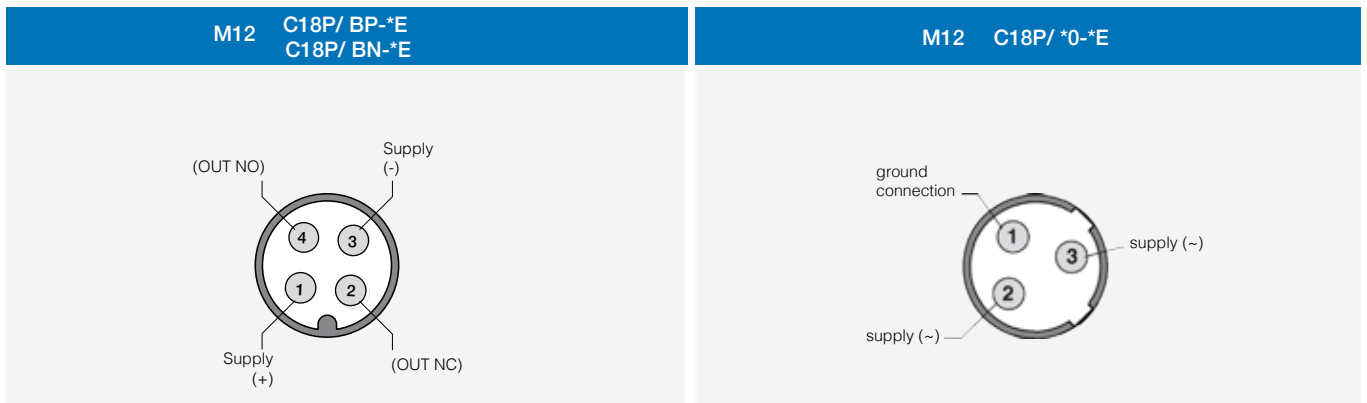 M12 C18P/ BP-*E
C18P/ BN-*E
(OUT NO)
Supply
(-)
4
3
1
2
Supply
(+)
(OUT NC)
M12 C18P/ *0-*E
ground
connection
1
3
supply (~)
2
supply (~)